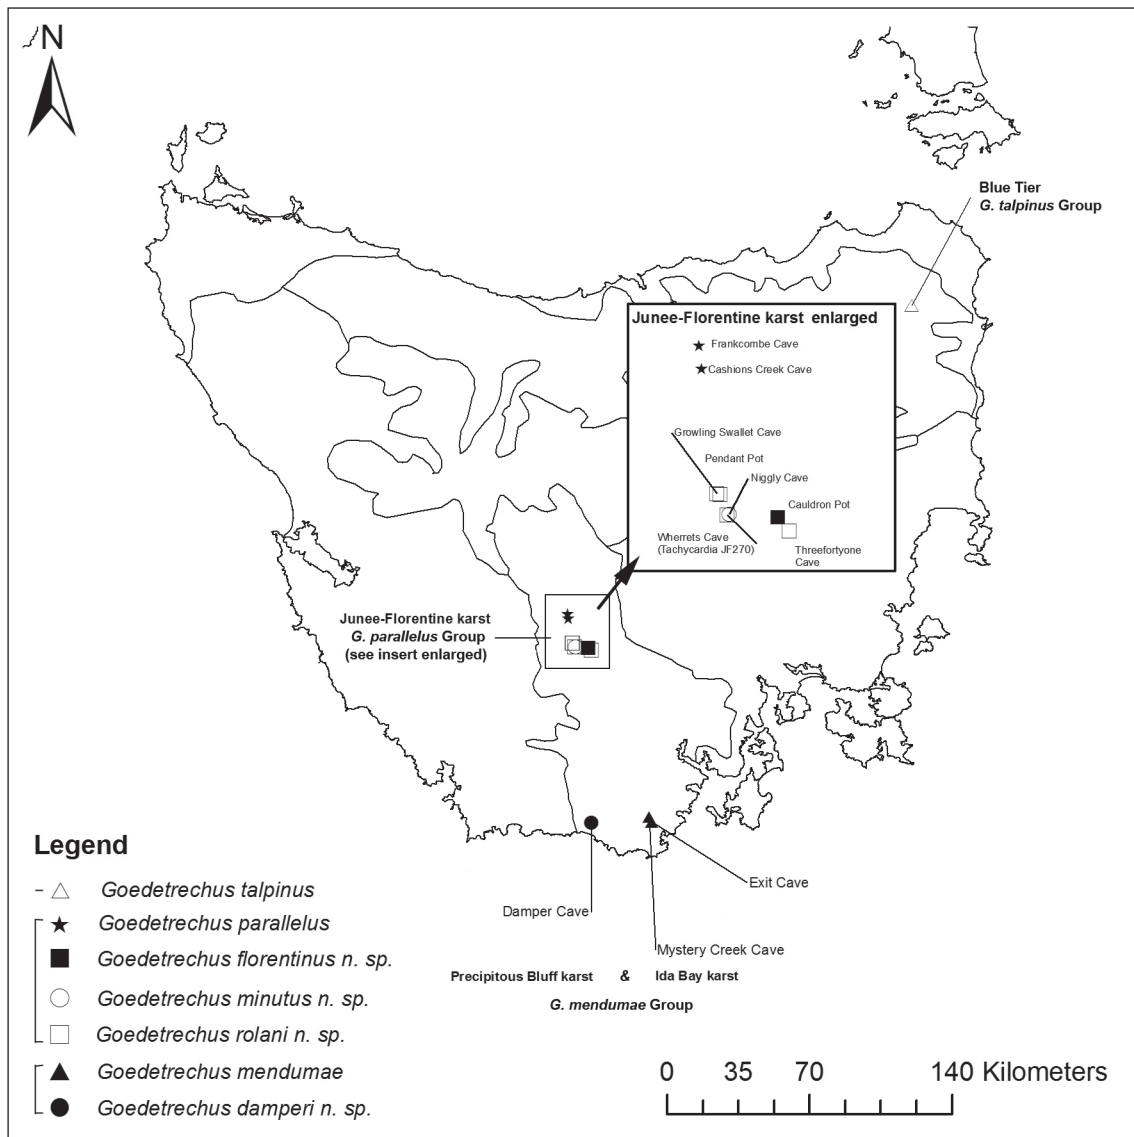 N
Blue Tier
G. talpinus Group
Junee-Florentine karst enlarged
Frankcombe Cave
Cashions Creek Cave
Growling Swallet Cave
Pendant Pot
Niggly Cave
Cauldron Pot
Wherrets Cave
(Tachycardia JF270)
Threefortyone
Cave
Junee-Florentine karst
G. parallelus Group
(see insert enlarged)
Exit Cave
Damper Cave
Mystery Creek Cave
Precipitous Bluff karst & Ida Bay karst
G. mendumae Group
Legend
Goedetrechus talpinus
Goedetrechus parallelus
Goedetrechus florentinus n. sp.
Goedetrechus minutus n. sp.
Goedetrechus rolani n. sp.
Goedetrechus mendumae
Goedetrechus damperi n. sp.
0 35 70 140 Kilometers